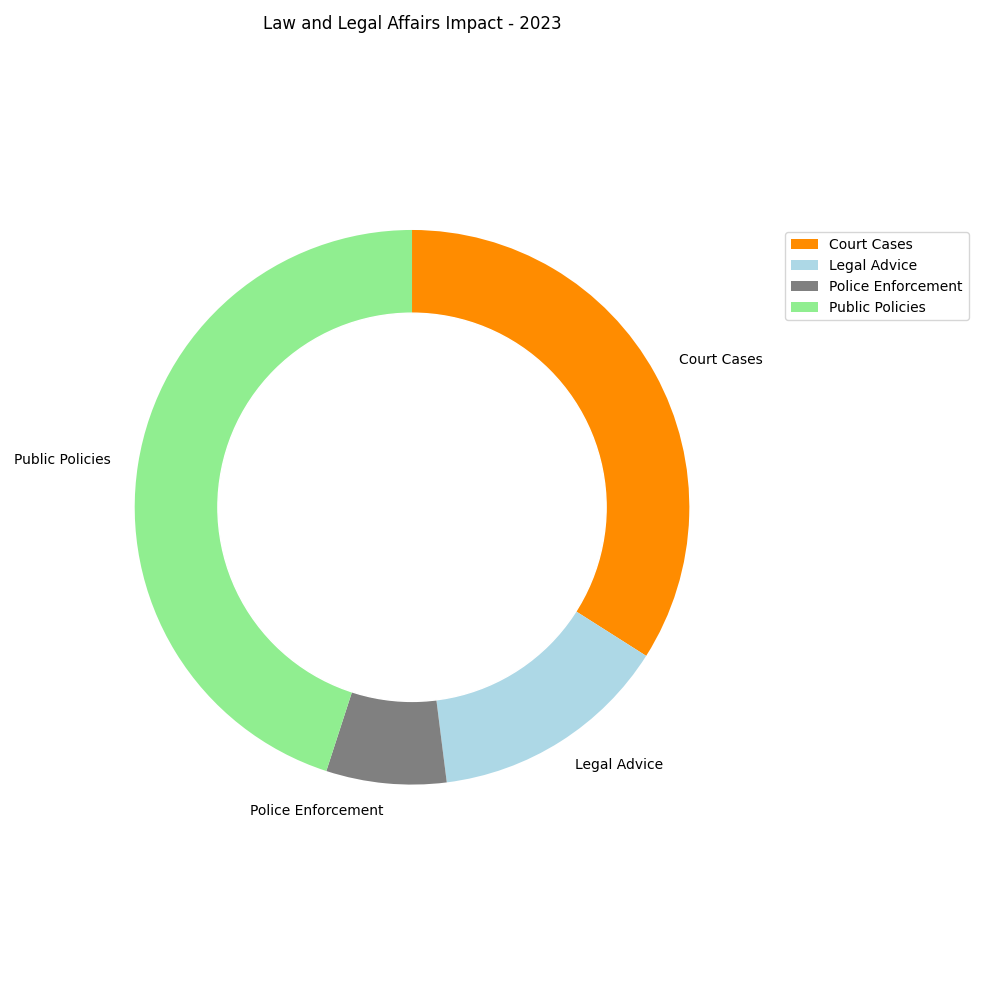 Law and Legal Affairs Impact - 2023
Court Cases
Legal Advice
Police Enforcement
Public Policies
Court Cases
Public Policies
Legal Advice
Police Enforcement